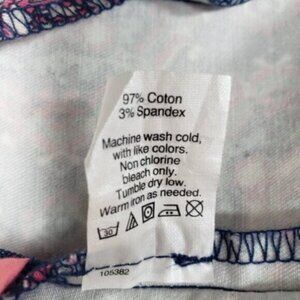 97% Coton
3% Spandex
Machine wash cold,
with like colors.
Non chlorine
bleach only.
Tumble dry low.
Warm iron as needed.
30
105382